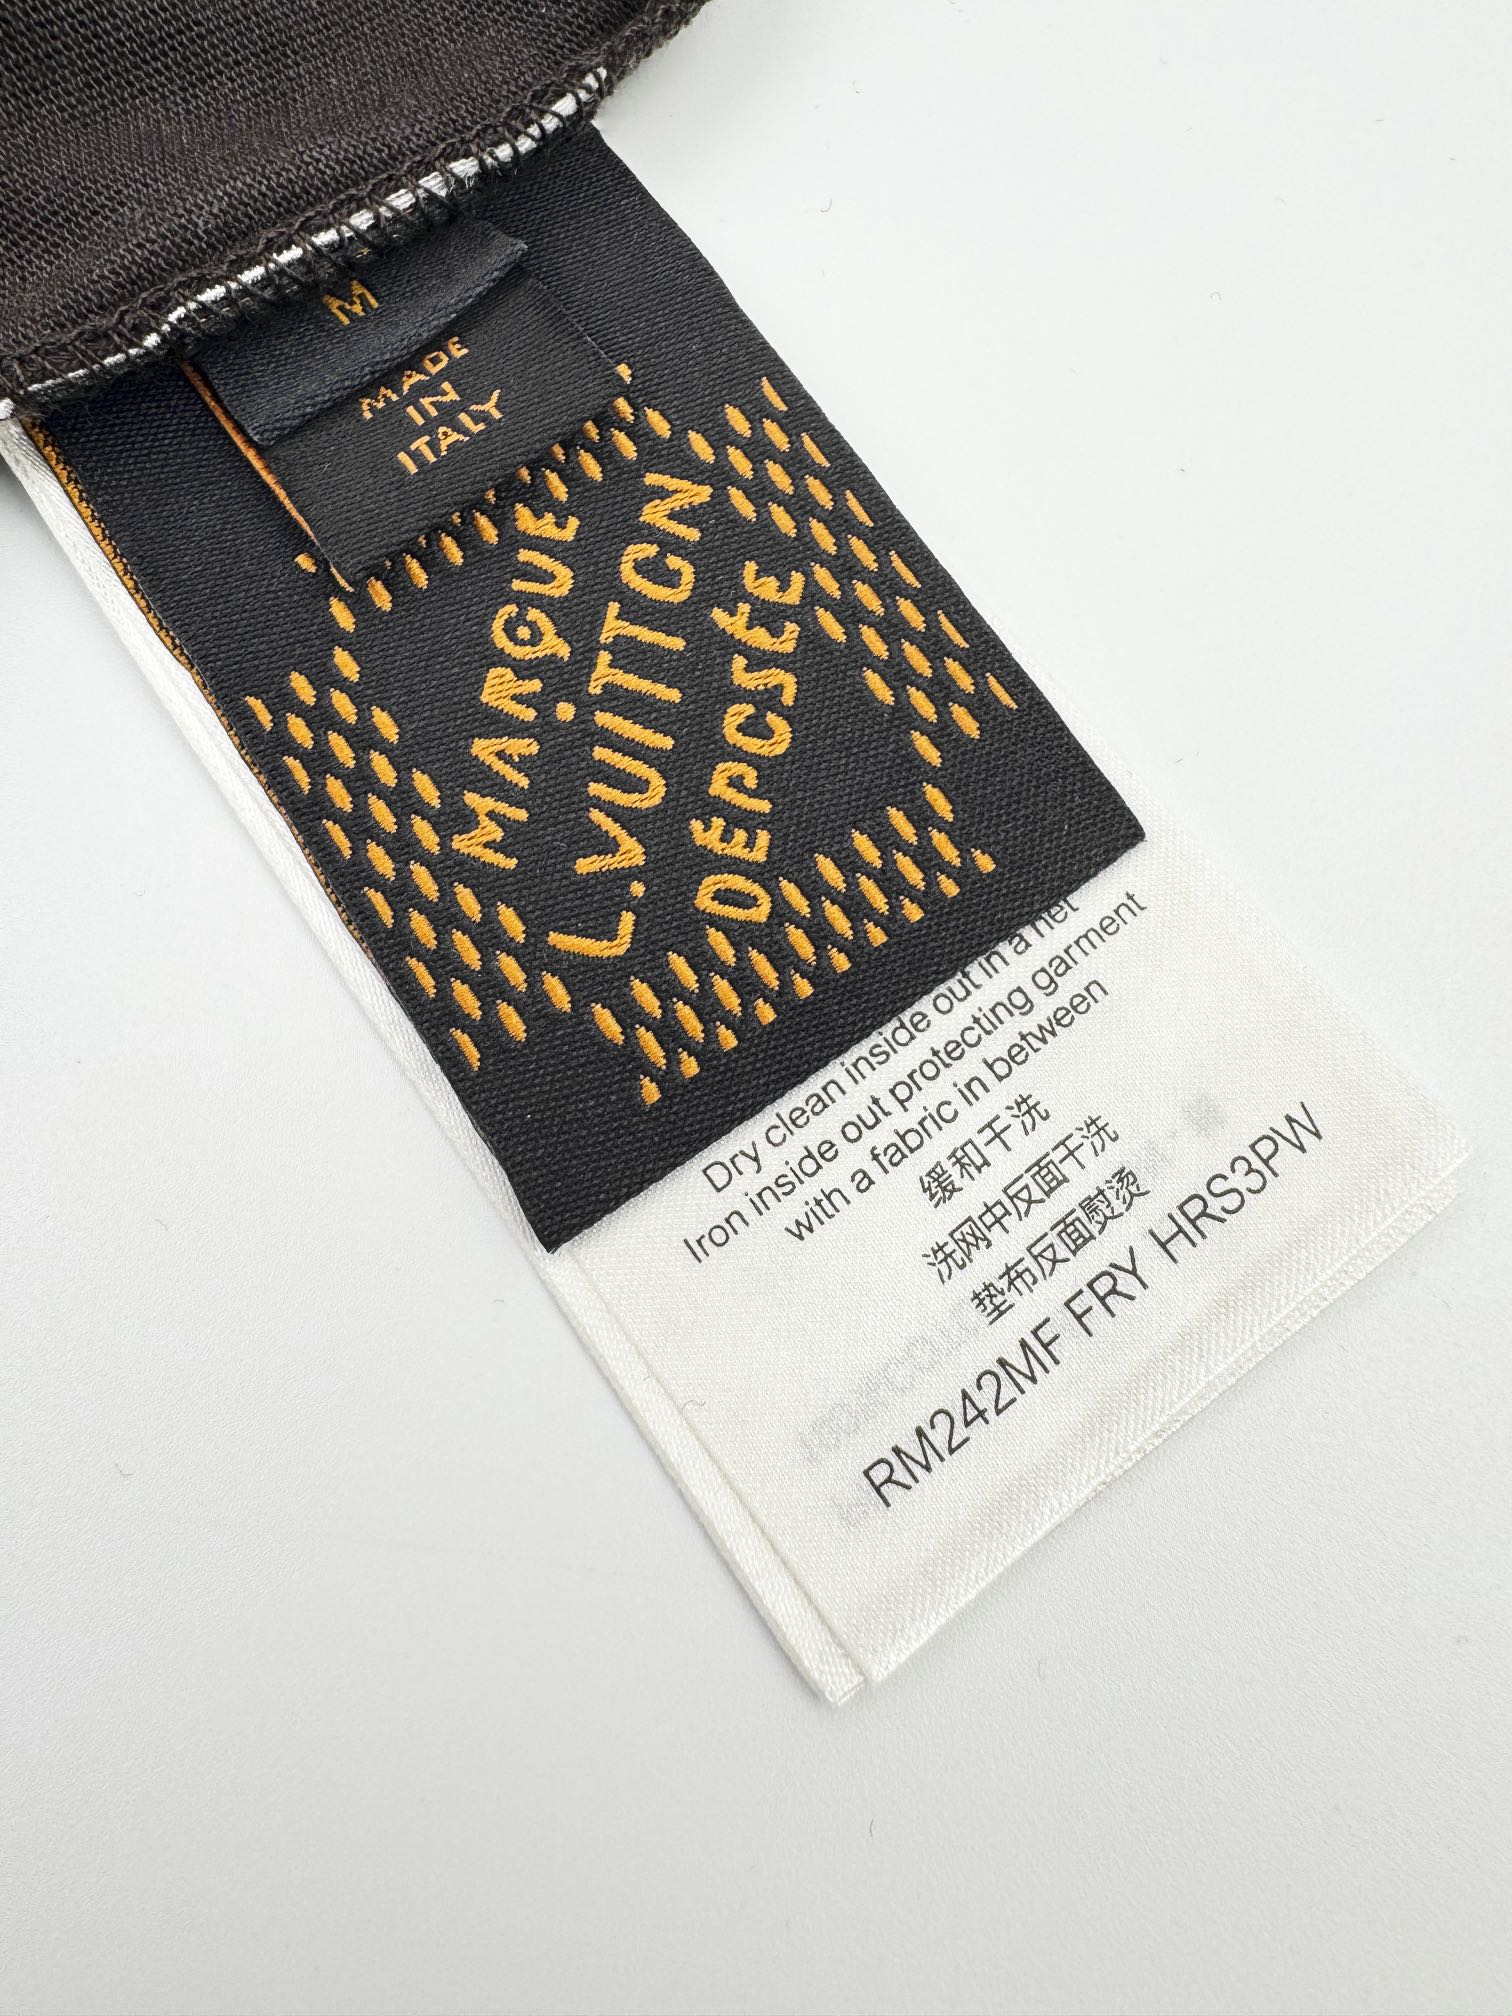 M
MADE
IN
ITALY
MARQUE
L.VUITTON
DEPOSEE
Dry clean inside out in a net
Iron inside out protecting garment
with a fabric in between
缓和干洗
洗网中反面干洗
垫布反面熨烫
RM242MF FRY HRS3PW